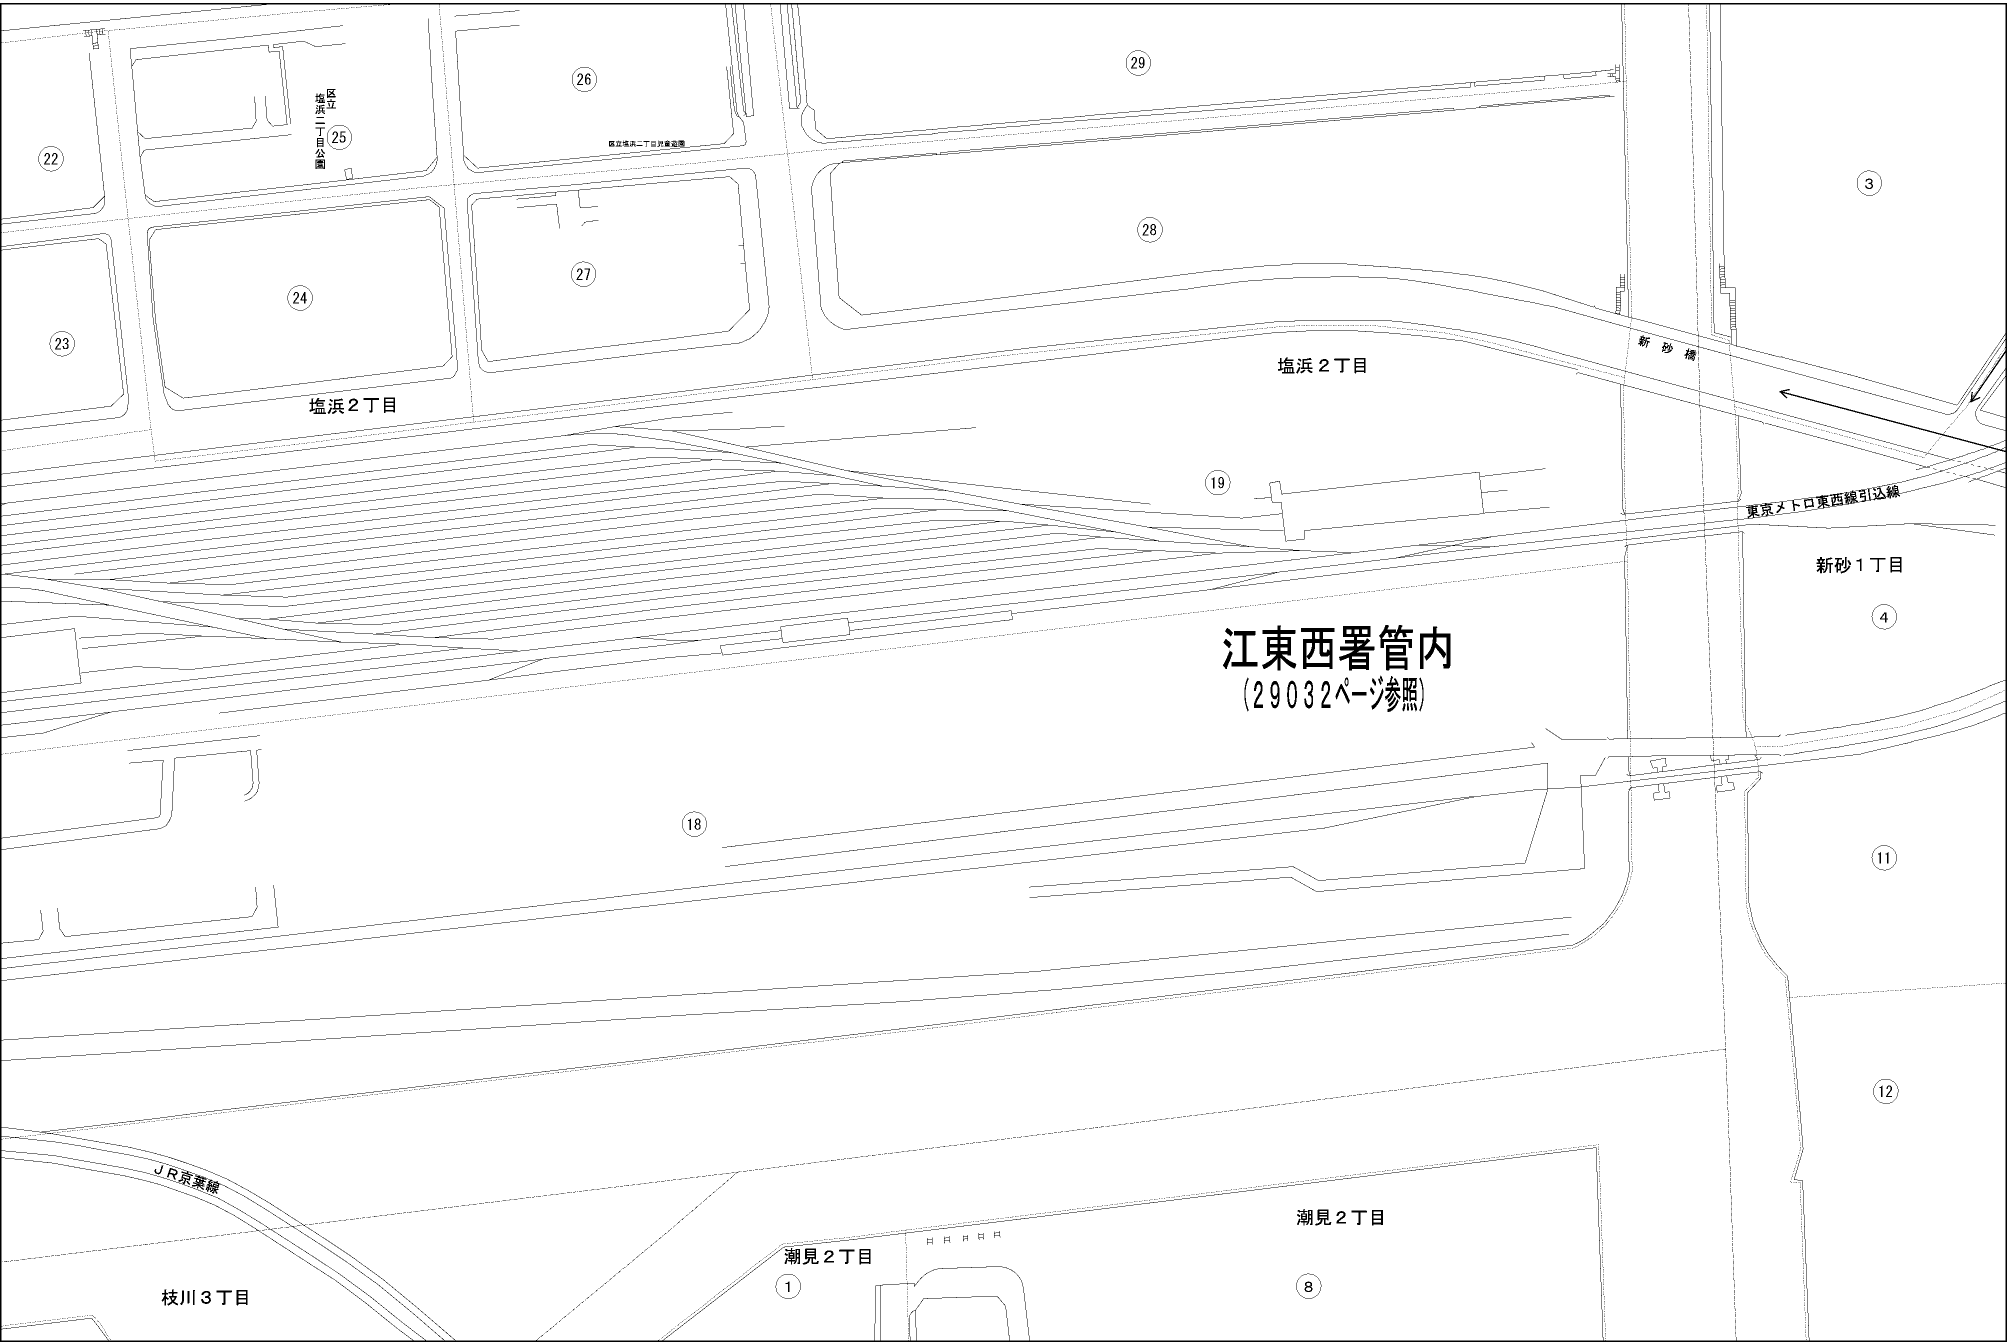 29
26
区立
塩浜二丁目公園
25
区立塩浜二丁目児童遊園
22
3
28
27
24
23
新砂橋
塩浜２丁目
塩浜２丁目
19
東京メトロ東西線引込線
新砂１丁目
4
江東西署管内
(29032ページ参照)
18
11
12
ＪＲ京葉線
潮見２丁目
潮見２丁目
枝川３丁目
1
8